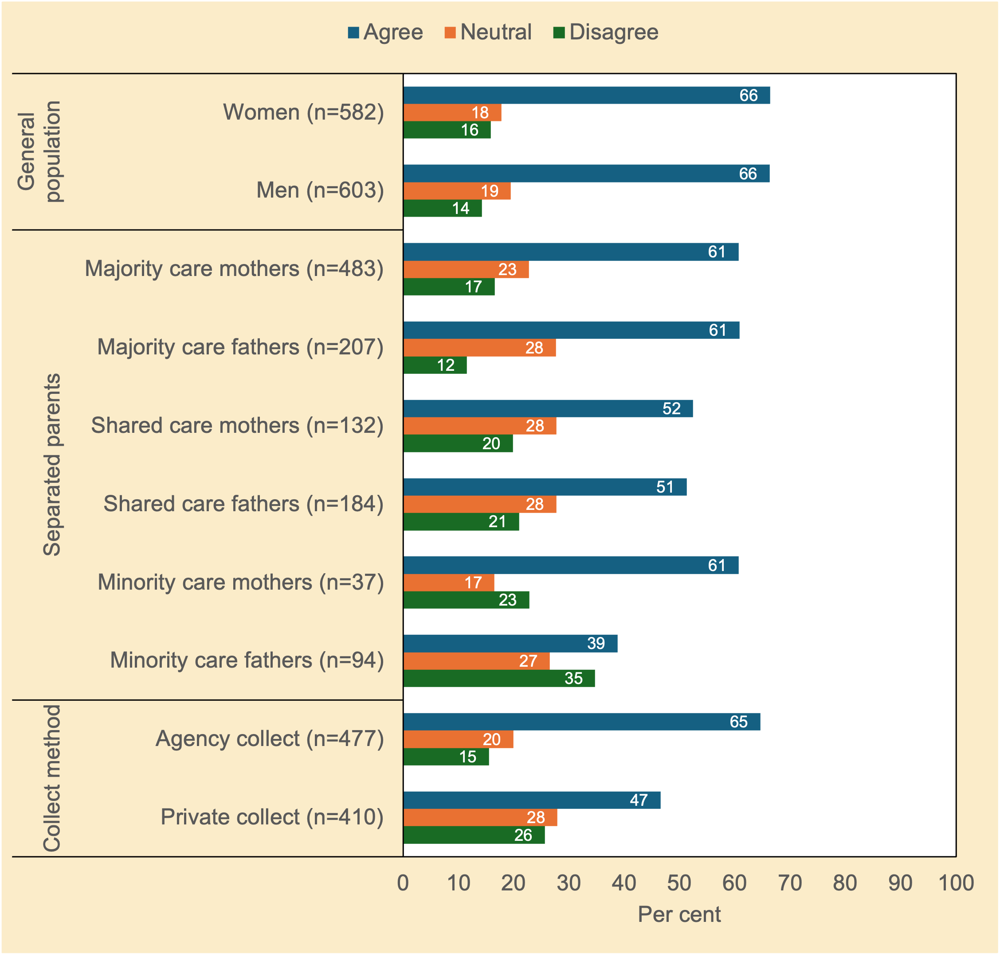 Agree Neutral Disagree
General
population
Women (n=582)
66
18
16
Men (n=603)
66
19
14
Separated parents
Majority care mothers (n=483)
61
23
17
Majority care fathers (n=207)
61
28
12
Shared care mothers (n=132)
52
28
20
Shared care fathers (n=184)
51
28
21
Minority care mothers (n=37)
61
17
23
Minority care fathers (n=94)
39
27
35
Collect method
Agency collect (n=477)
65
20
15
Private collect (n=410)
47
28
26
0 10 20 30 40 50 60 70 80 90 100
Per cent